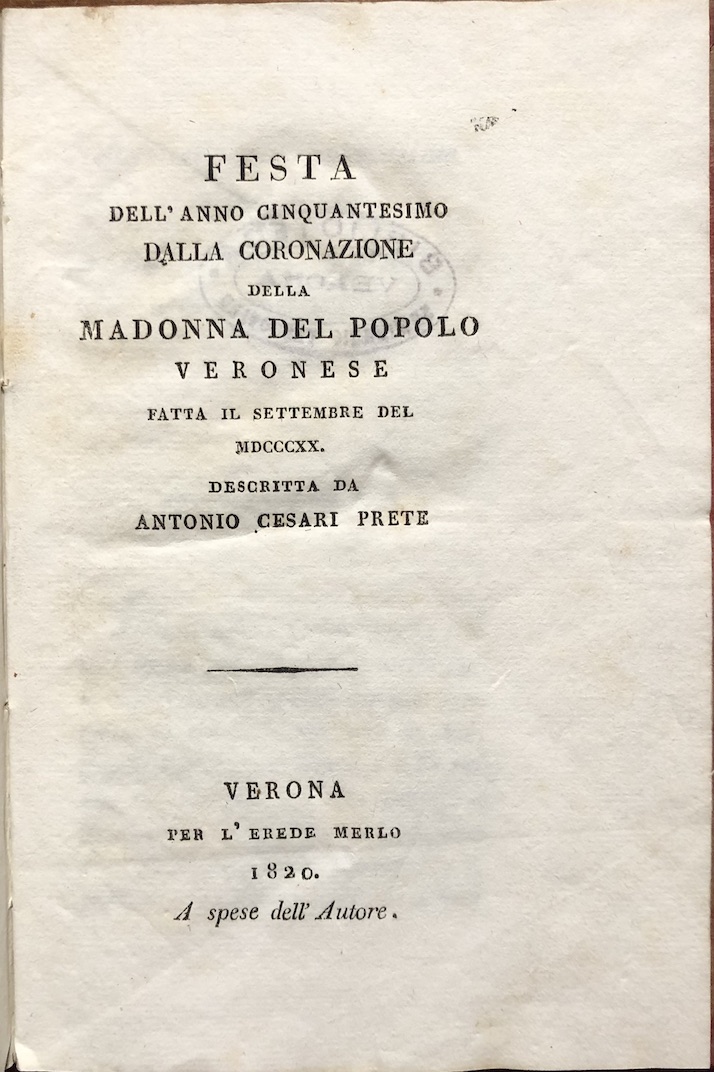 FESTA
DELL' ANNO CINQUANTESIMO
DALLA CORONAZIONE
DELLA
MADONNA DEL POPOLO
VERONESE
FATTA IL SETTEMBRE DEL
MDCCCXX.
DESCRITTA DA
ANTONIO CESARI PRETE
VERONA
PER L' EREDE MERLO
1820.
A spese dell' Autore.